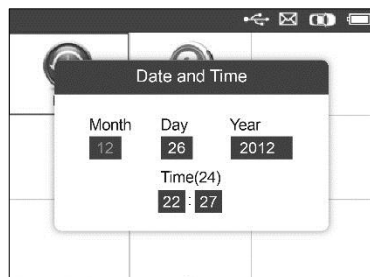 Date and Time
Month Day Year
12 26 2012
Time(24)
22 : 27